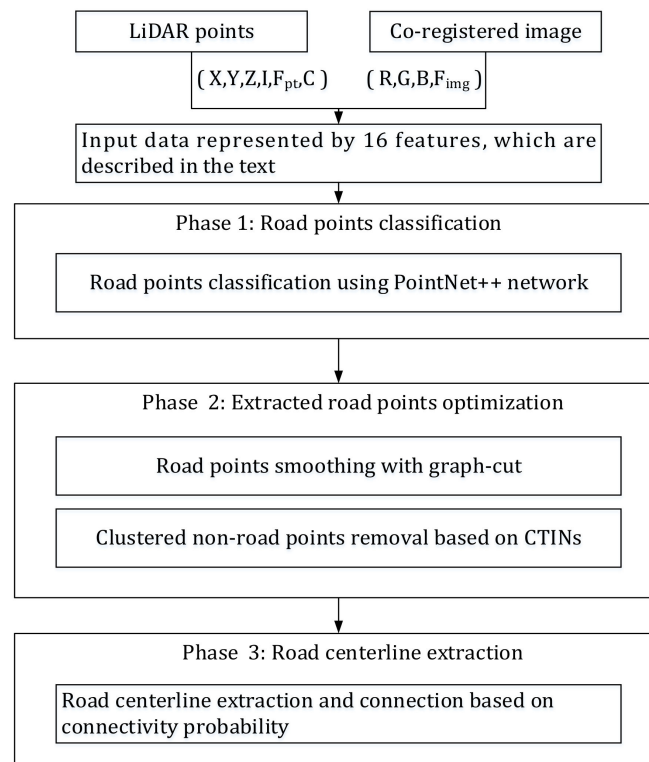 LiDAR points
Co-registered image
( X,Y,Z,I,Fpt,C )
( R,G,B,Fimg )
Input data represented by 16 features, which are
described in the text
Phase 1: Road points classification
Road points classification using PointNet++ network
Phase 2: Extracted road points optimization
Road points smoothing with graph-cut
Clustered non-road points removal based on CTINs
Phase 3: Road centerline extraction
Road centerline extraction and connection based on
connectivity probability